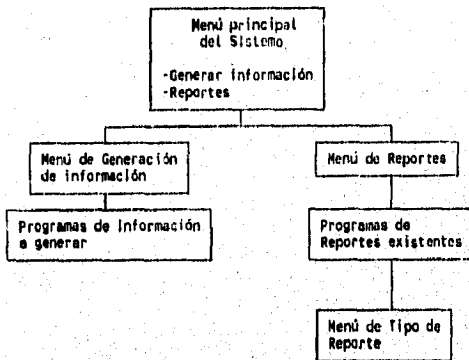 Menú principal
del Sistema
-Generar información
-Reportes
Menú de Generación
de información
Menú de Reportes
Programas de información
a generar
Programas de
Reportes existentes
Menú de Tipo de
Reporte